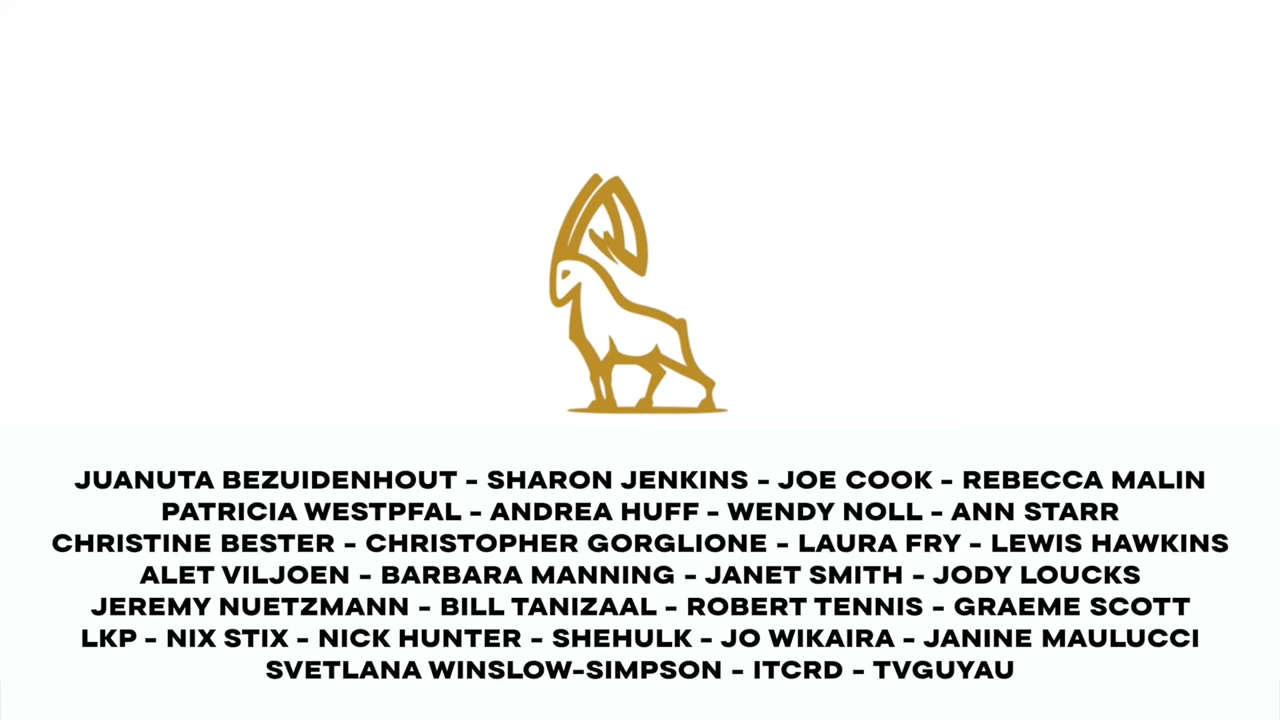 JUANUTA BEZUIDENHOUT - SHARON JENKINS - JOE COOK - REBECCA MALIN
PATRICIA WESTPFAL - ANDREA HUFF - WENDY NOLL - ANN STARR
CHRISTINE BESTER - CHRISTOPHER GORGLIONE - LAURA FRY - LEWIS HAWKINS
ALET VILJOEN - BARBARA MANNING - JANET SMITH - JODY LOUCKS
JEREMY NUETZMANN - BILL TANIZAAL - ROBERT TENNIS - GRAEME SCOTT
LKP - NIX STIX - NICK HUNTER - SHEHULK - JO WIKAIRA - JANINE MAULUCCI
SVETLANA WINSLOW-SIMPSON - ITCRD - TVGUYAU